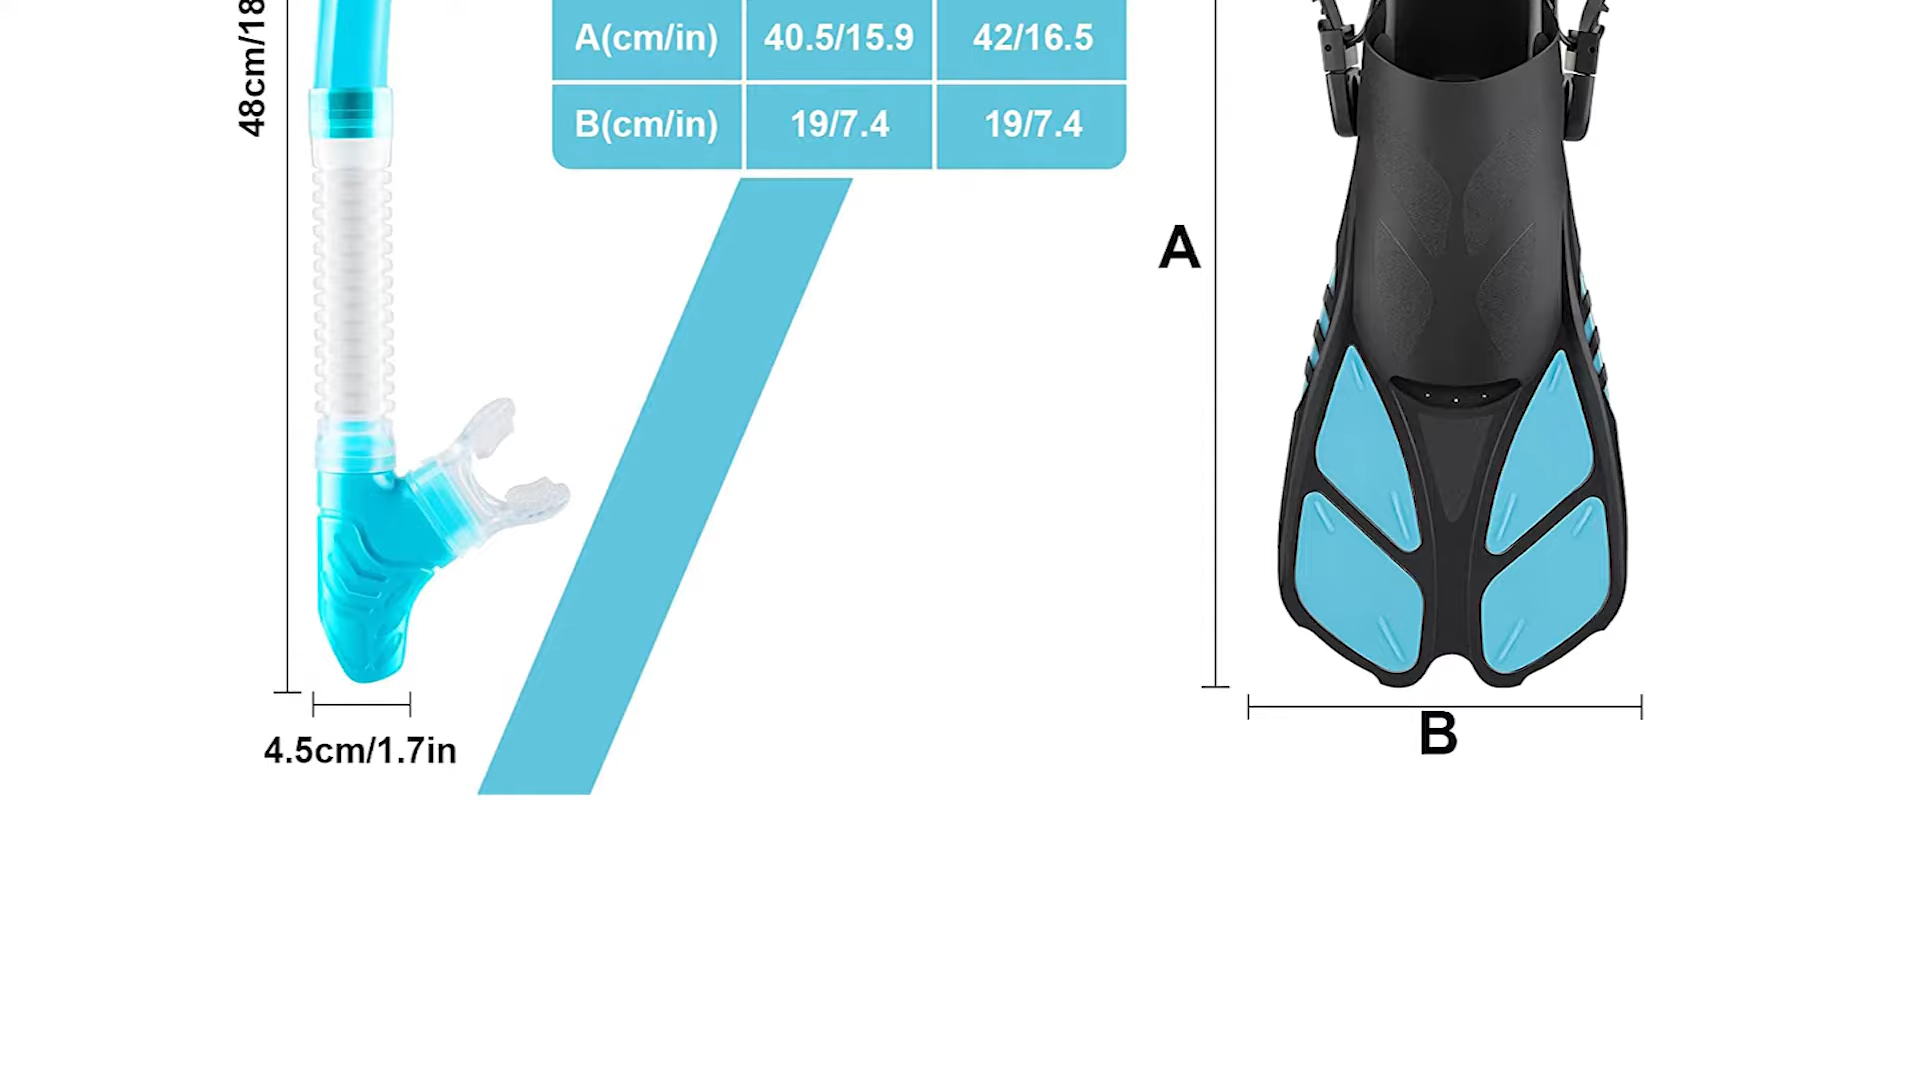 48cm/18
A(cm/in) 40.5/15.9 42/16.5
B(cm/in) 19/7.4 19/7.4
A
B
4.5cm/1.7in